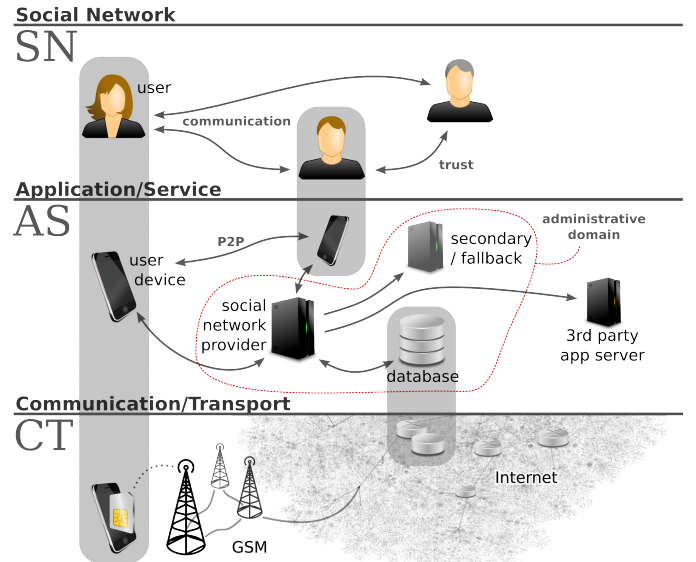 Social Network
SN
user
communication
trust
Application/Service
AS
P2P
user
device
secondary
/ fallback
administrative
domain
social
network
provider
3rd party
app server
database
Communication/Transport
CT
Internet
GSM